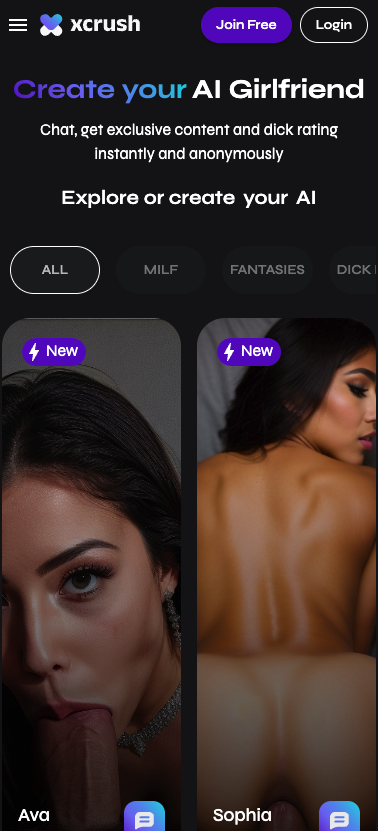 xcrush
Join Free
Login
Create your AI Girlfriend
Chat, get exclusive content and dick rating
instantly and anonymously
Explore or create your AI
ALL
MILF
FANTASIES
DICK
New
New
Ava
Sophia